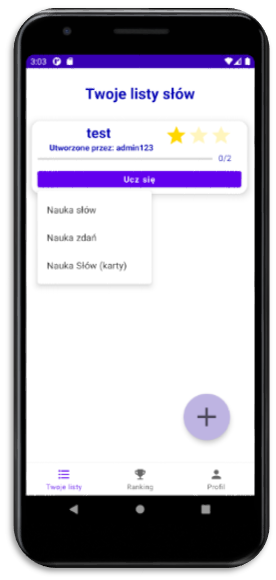 3:03
Twoje listy słów
test
Utworzone przez: admin123
0/2
Ucz się
Nauka słów
Nauka zdań
Nauka Słów (karty)
Twoje listy
Ranking
Profil